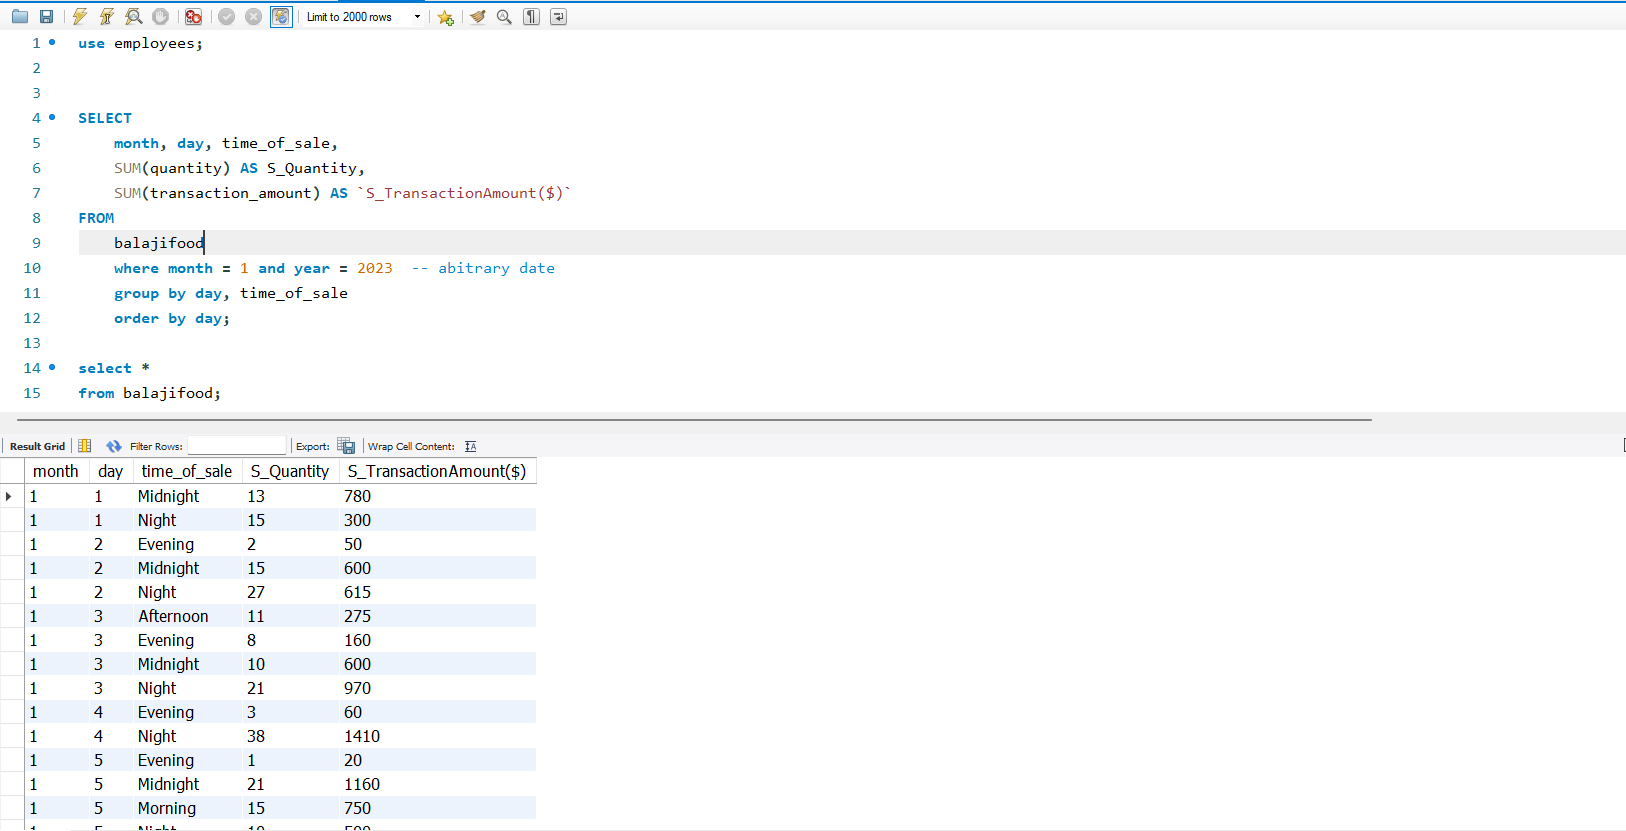 Limit to 2000 rows
1 use employees;
2
3
4 SELECT
5 month, day, time_of_sale,
6 SUM(quantity) AS S_Quantity,
7 SUM(transaction_amount) AS `S_TransactionAmount($)`
8 FROM
9 balajifood
10 where month = 1 and year = 2023  -- abitrary date
11 group by day, time_of_sale
12 order by day;
13
14 select *
15 from balajifood;
Result Grid Filter Rows: Export: Wrap Cell Content:
month day time_of_sale S_Quantity S_TransactionAmount($)
1 1 Midnight 13 780
1 1 Night 15 300
1 2 Evening 2 50
1 2 Midnight 15 600
1 2 Night 27 615
1 3 Afternoon 11 275
1 3 Evening 8 160
1 3 Midnight 10 600
1 3 Night 21 970
1 4 Evening 3 60
1 4 Night 38 1410
1 5 Evening 1 20
1 5 Midnight 21 1160
1 5 Morning 15 750
1 5 Night